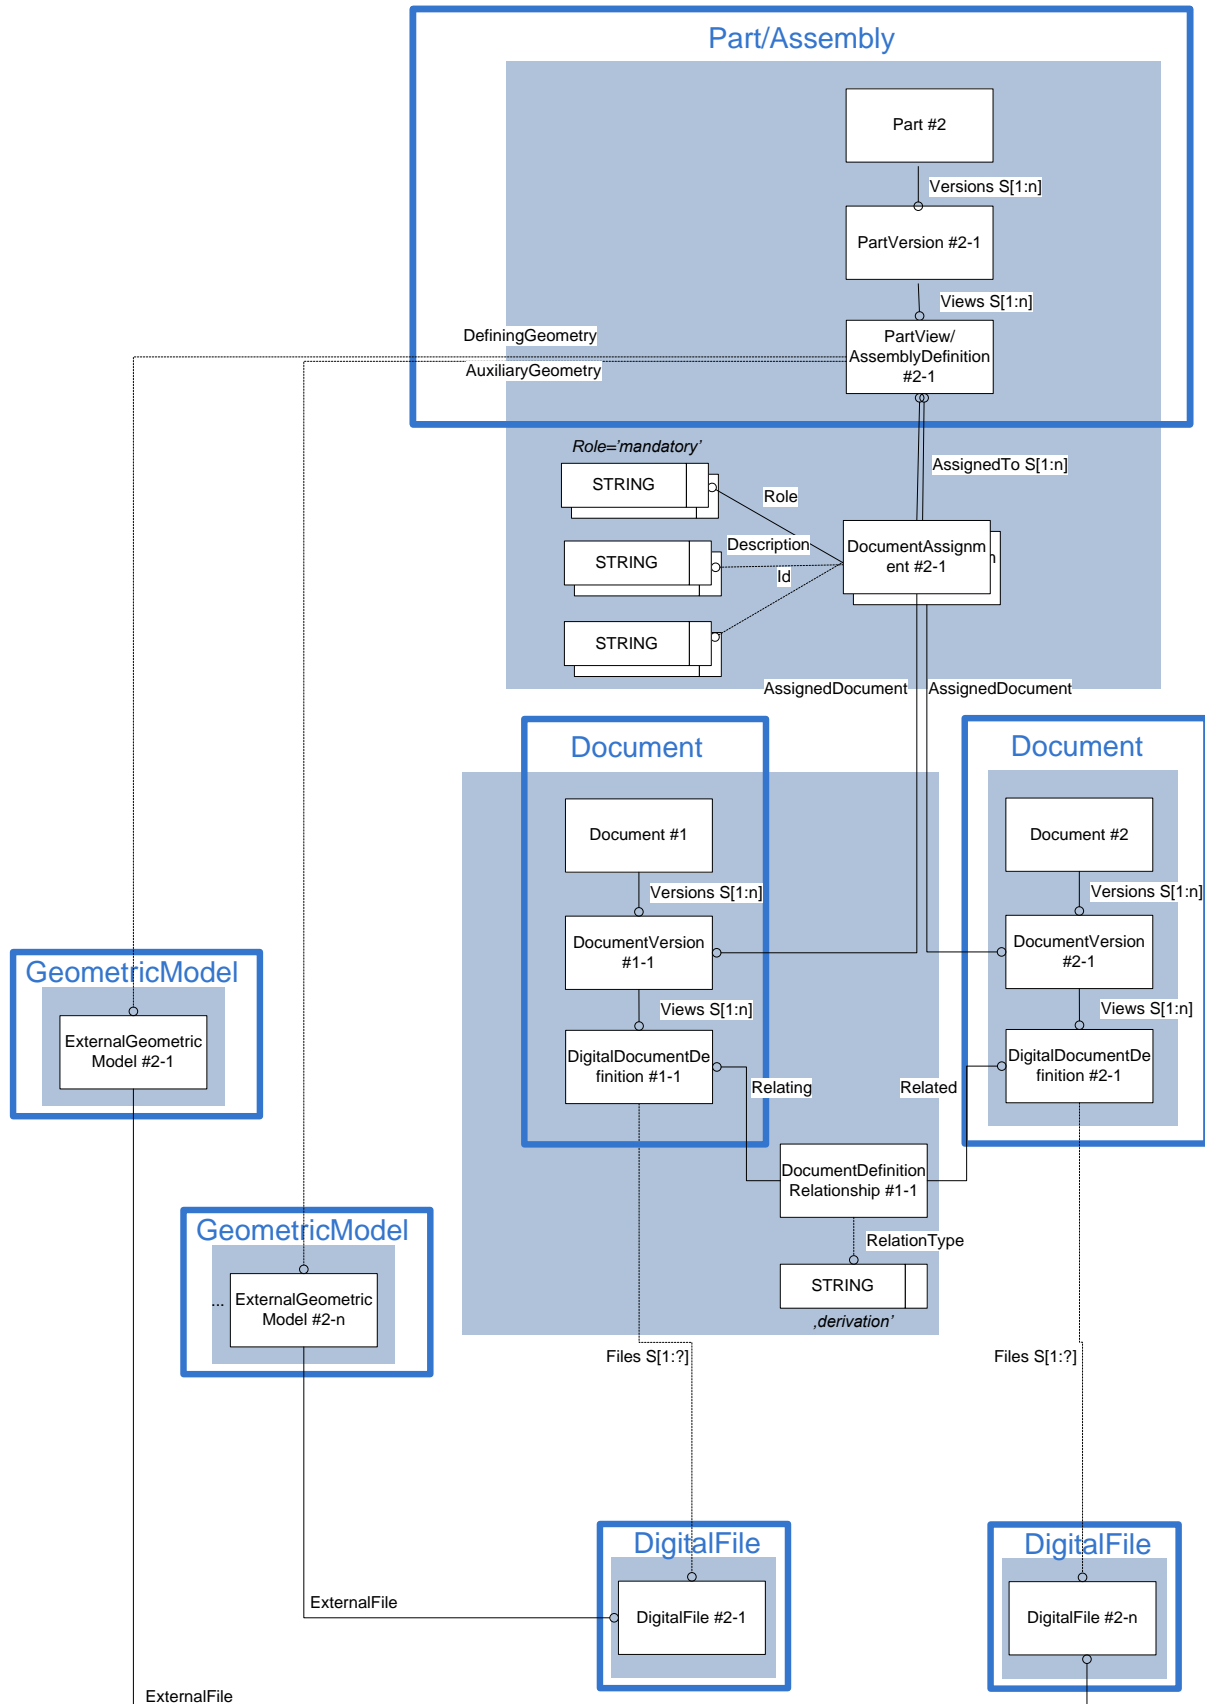 Part/Assembly
Part #2
Versions S[1:n]
PartVersion #2-1
Views S[1:n]
DefiningGeometry
PartView/
AssemblyDefinition
#2-1
AuxiliaryGeometry
Role='mandatory'
AssignedTo S[1:n]
STRING
Role
Description
DocumentAssignm
ent #2-1
n
STRING
Id
STRING
AssignedDocument
AssignedDocument
Document
Document
Document #1
Document #2
Versions S[1:n]
Versions S[1:n]
DocumentVersion
#1-1
DocumentVersion
#2-1
GeometricModel
Views S[1:n]
Views S[1:n]
ExternalGeometric
Model #2-1
DigitalDocumentDe
finition #1-1
DigitalDocumentDe
finition #2-1
Relating
Related
DocumentDefinition
Relationship #1-1
GeometricModel
RelationType
...
ExternalGeometric
Model #2-n
STRING
‚derivation’
Files S[1:?]
Files S[1:?]
DigitalFile
DigitalFile
ExternalFile
DigitalFile #2-1
DigitalFile #2-n
ExternalFile